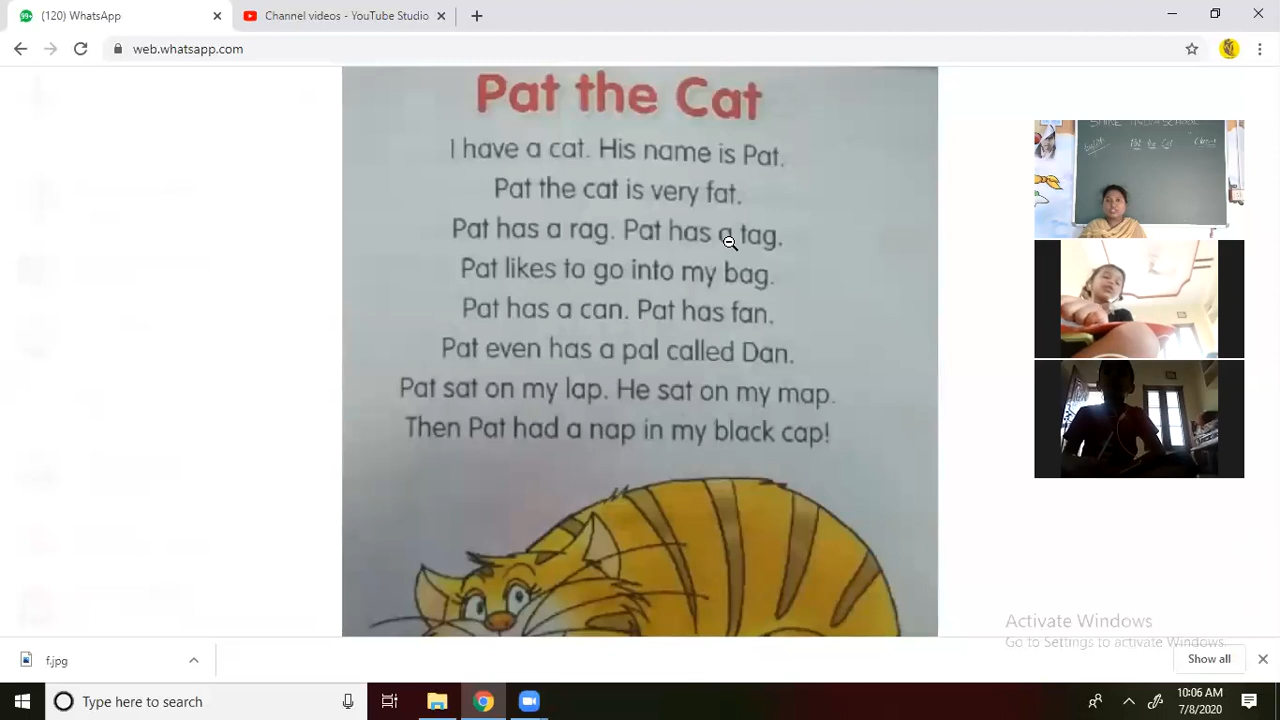 (120) WhatsApp
Channel videos - YouTube Studio
web.whatsapp.com
Pat the Cat
I have a cat. His name is Pat.
Pat the cat is very fat.
Pat has a rag. Pat has a tag.
Pat likes to go into my bag.
Pat has a can. Pat has fan.
Pat even has a pal called Dan.
Pat sat on my lap. He sat on my map.
Then Pat had a nap in my black cap!
Pat the Cat
Activate Windows
Go to Settings to activate Windows.
f.jpg
Show all
Type here to search
10:06 AM
7/8/2020